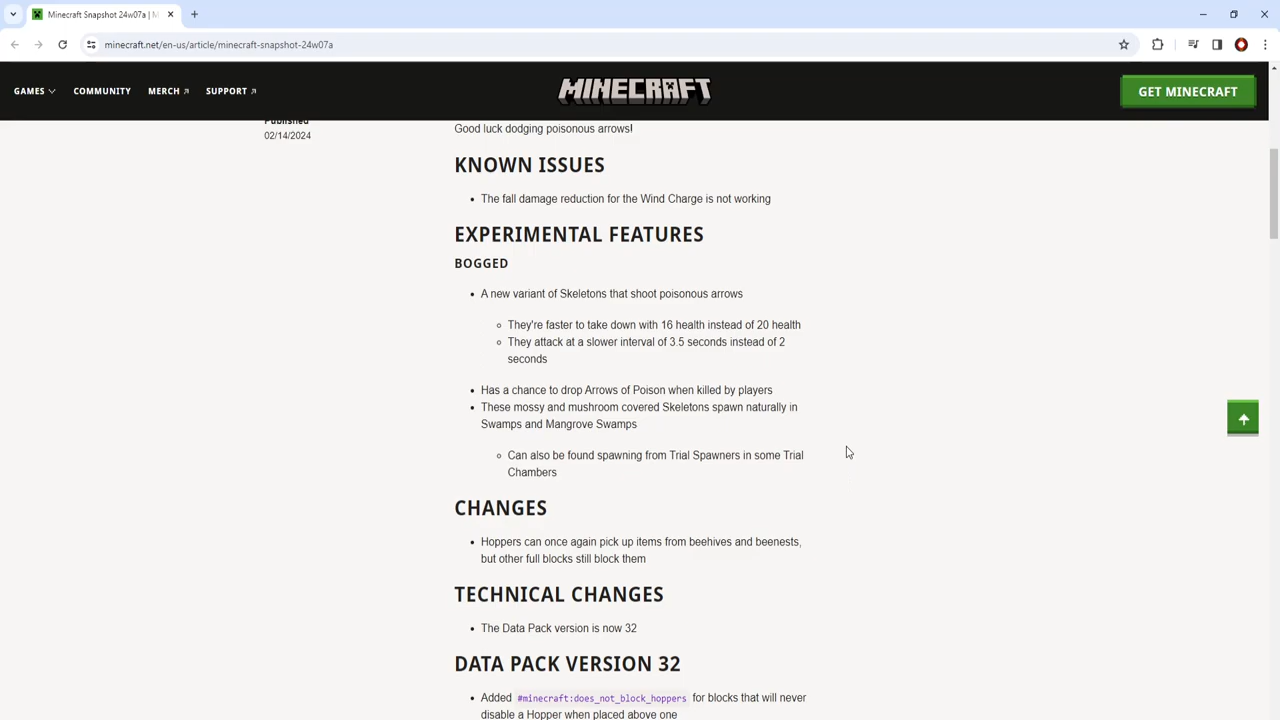 Minecraft Snapshot 24w07a | M
minecraft.net/en-us/article/minecraft-snapshot-24w07a
GAMES COMMUNITY MERCH SUPPORT MINECRAFT GET MINECRAFT
Published
02/14/2024
Good luck dodging poisonous arrows!
KNOWN ISSUES
The fall damage reduction for the Wind Charge is not working
EXPERIMENTAL FEATURES
BOGGED
A new variant of Skeletons that shoot poisonous arrows
They're faster to take down with 16 health instead of 20 health
They attack at a slower interval of 3.5 seconds instead of 2
seconds
Has a chance to drop Arrows of Poison when killed by players
These mossy and mushroom covered Skeletons spawn naturally in
Swamps and Mangrove Swamps
Can also be found spawning from Trial Spawners in some Trial
Chambers
CHANGES
Hoppers can once again pick up items from beehives and beenests,
but other full blocks still block them
TECHNICAL CHANGES
The Data Pack version is now 32
DATA PACK VERSION 32
Added #minecraft:does_not_block_hoppers for blocks that will never
disable a Hopper when placed above one